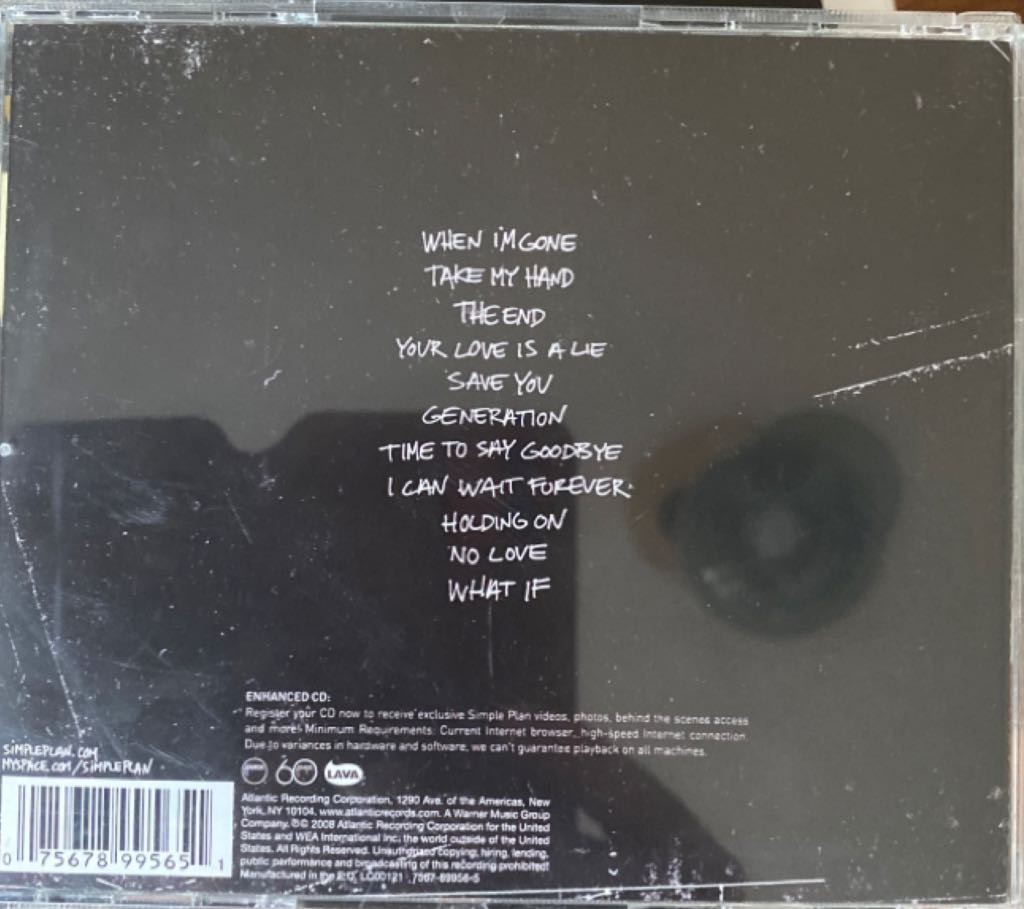 WHEN I'M GONE
TAKE MY HAND
THE END
YOUR LOVE IS A LIE
SAVE YOU
GENERATION
TIME TO SAY GOODBYE
I CAN WAIT FOREVER
HOLDING ON
NO LOVE
WHAT IF
ENHANCED CD:
Register your CD now to receive exclusive Simple Plan videos, photos, behind the scenes access
and more! Minimum Requirements: Current Internet browser, high-speed Internet connection.
Due to variances in hardware and software, we can't guarantee playback on all machines.
SIMPLEPLAN.COM
MYSPACE.COM/SIMPLEPLAN
60
LAVA
Atlantic Recording Corporation, 1290 Ave. of the Americas, New
York, NY 10104. www.atlanticrecords.com. A Warner Music Group
Company. ℗© 2008 Atlantic Recording Corporation for the United
States and WEA International Inc. for the world outside of the United
States. All Rights Reserved. Unauthorized copying, hiring, lending,
public performance and broadcasting of this recording prohibited!
Manufactured in the E.U. LC00121 7567-89956-5
0 75678 99565 1